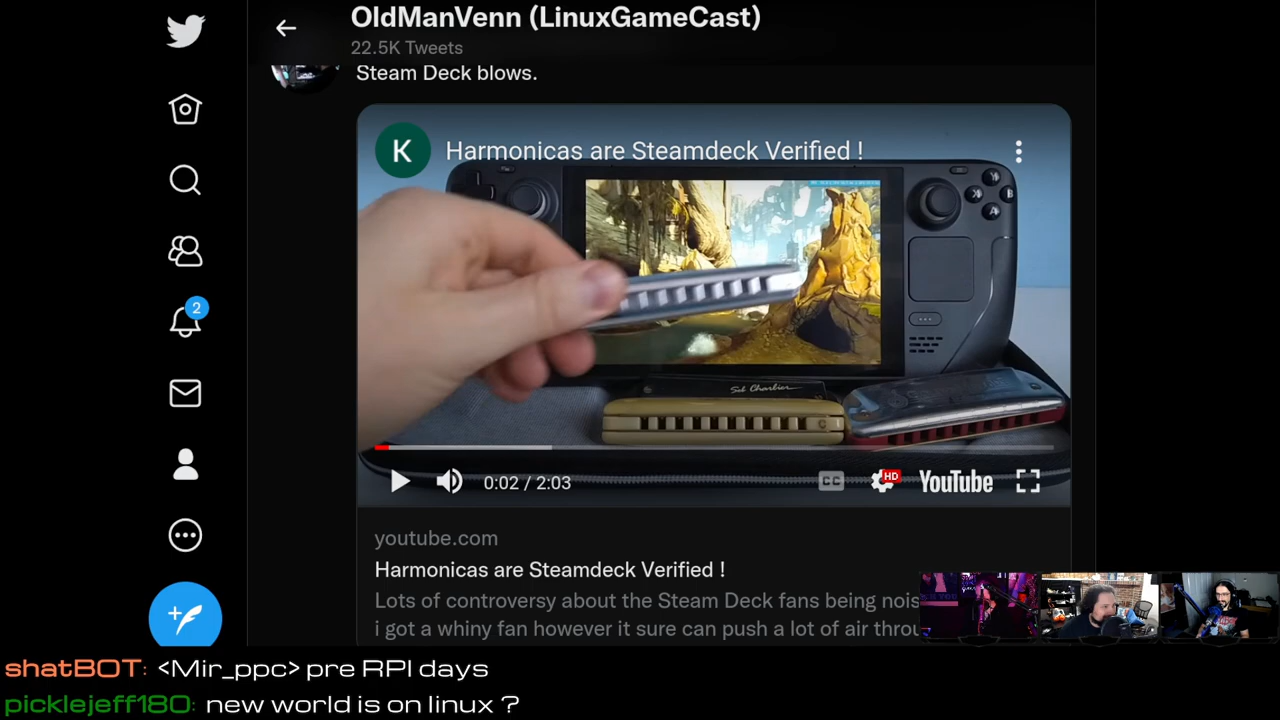 OldManVenn (LinuxGameCast)
22.5K Tweets
Steam Deck blows.
K
Harmonicas are Steamdeck Verified !
Y
X
B
A
2
0:02 / 2:03
CC
HD
YouTube
youtube.com
Harmonicas are Steamdeck Verified !
Lots of controversy about the Steam Deck fans being nois
i got a whiny fan however it sure can push a lot of air throu
shatBOT: <Mir_ppc> pre RPI days
picklejeff180: new world is on linux ?